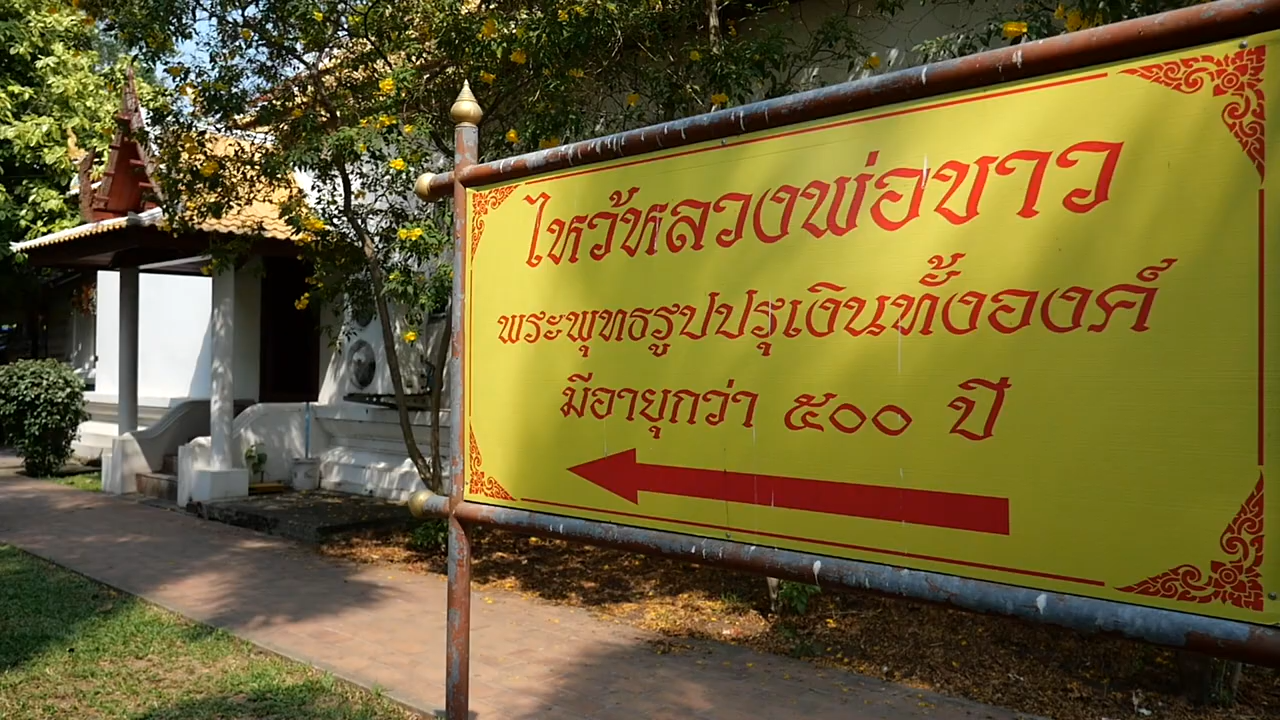 ไหว้หลวงพ่อขาว
พระพุทธรูปปรุเงินทั้งองค์
มีอายุกว่า ๕๐๐ ปี